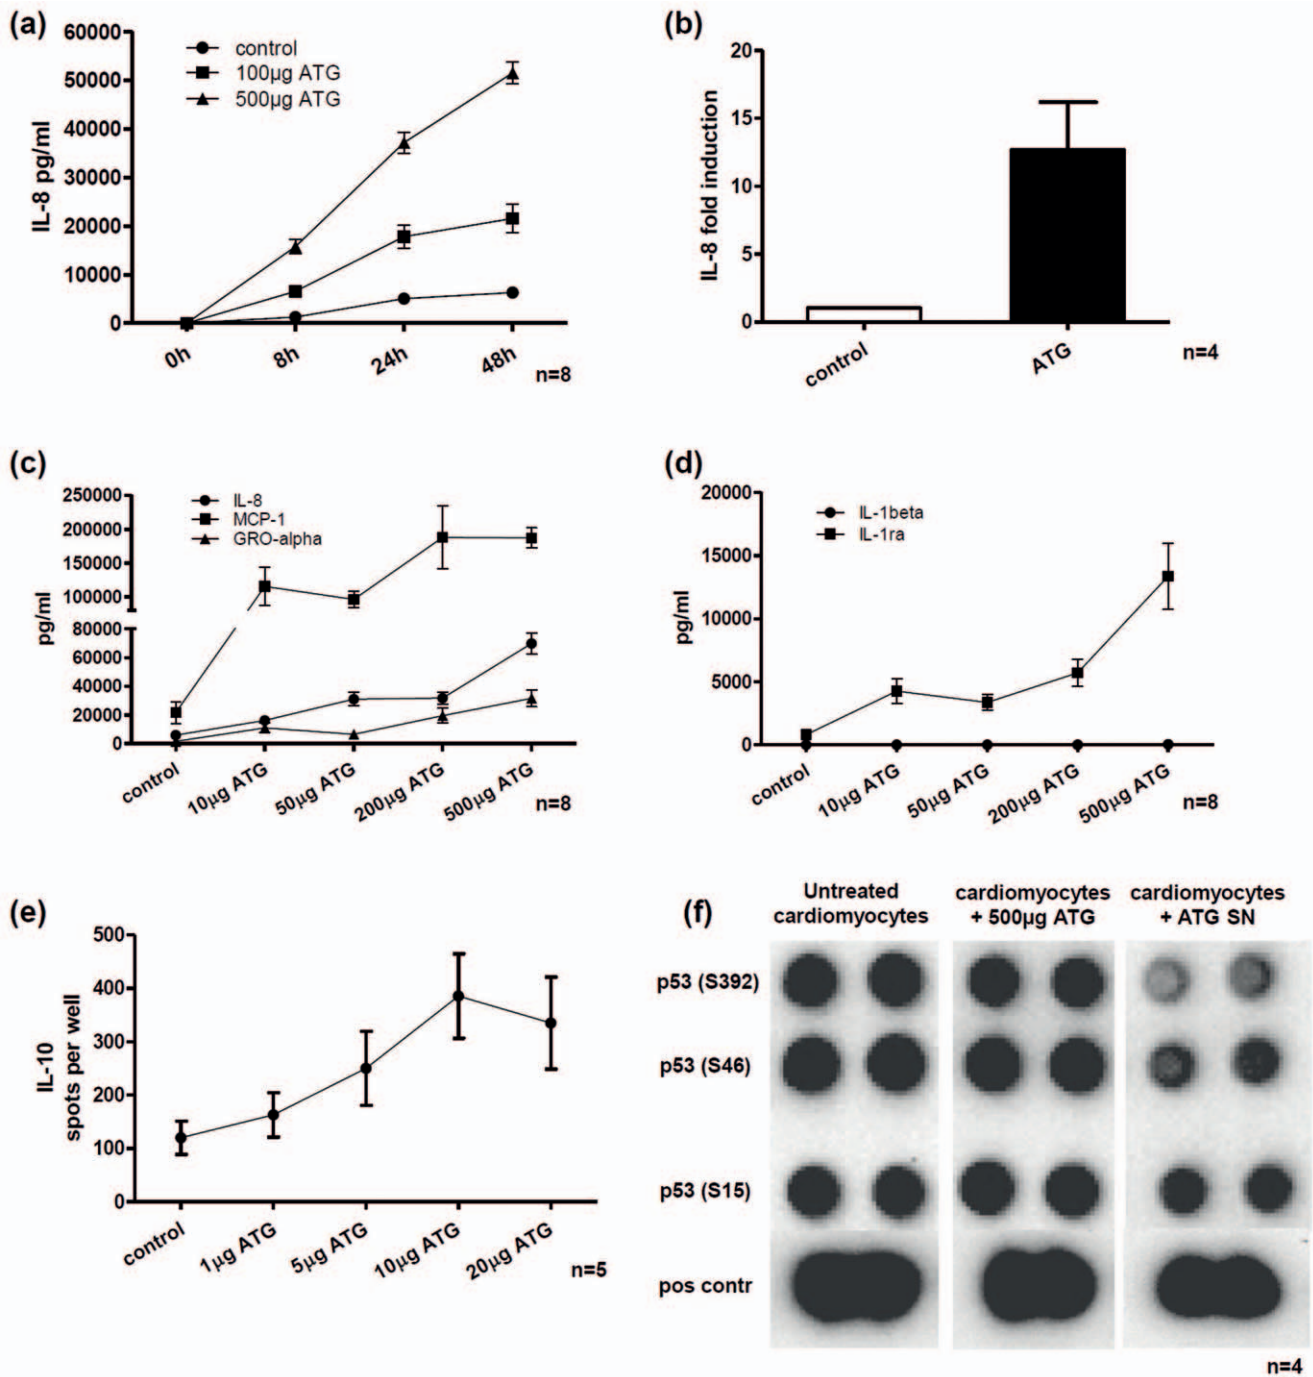 (a)
60000
50000
40000
30000
20000
10000
0
IL-8 pg/ml
control
100µg ATG
500µg ATG
0h
8h
24h
48h
n=8
(b)
20
15
10
5
0
IL-8 fold induction
control
ATG
n=4
(c)
250000
200000
150000
100000
80000
60000
40000
20000
0
pg/ml
IL-8
MCP-1
GRO-alpha
control
10µg ATG
50µg ATG
200µg ATG
500µg ATG
n=8
(d)
20000
15000
10000
5000
0
pg/ml
IL-1beta
IL-1ra
control
10µg ATG
50µg ATG
200µg ATG
500µg ATG
n=8
(e)
500
400
300
200
100
0
IL-10
spots per well
control
1µg ATG
5µg ATG
10µg ATG
20µg ATG
n=5
(f)
Untreated
cardiomyocytes
cardiomyocytes
+ 500µg ATG
cardiomyocytes
+ ATG SN
p53 (S392)
p53 (S46)
p53 (S15)
pos contr
n=4